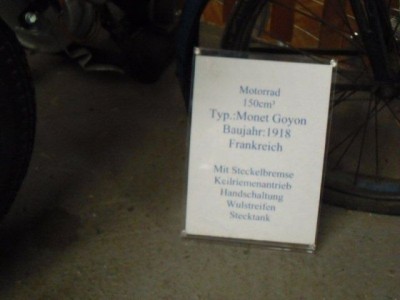 Motorrad
150cm³
Typ.:Monet Goyon
Baujahr:1918
Frankreich
Mit Steckelbremse
Keilriemenantrieb
Handschaltung
Wulstreifen
Stecktank